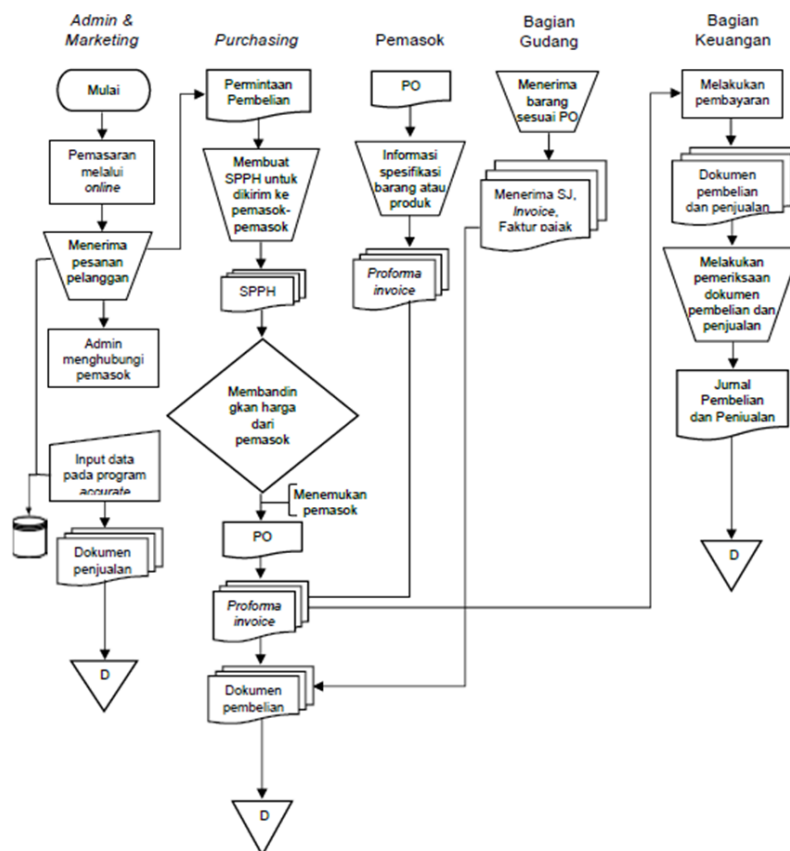 Admin &
Marketing
Purchasing
Pemasok
Bagian
Gudang
Bagian
Keuangan
Mulai
Pemasaran
melalui
online
Menerima
pesanan
pelanggan
Admin
menghubungi
pemasok
Input data
pada program
accurate
Dokumen
penjualan
D
Permintaan
Pembelian
Membuat
SPPH untuk
dikirim ke
pemasok-
pemasok
SPPH
Membandin
gkan harga
dari
pemasok
Menemukan
pemasok
PO
Proforma
invoice
Dokumen
pembelian
D
PO
Informasi
spesifikasi
barang atau
produk
Proforma
invoice
Menerima
barang
sesuai PO
Menerima SJ,
Invoice,
Faktur pajak
Melakukan
pembayaran
Dokumen
pembelian
dan penjualan
Melakukan
pemeriksaan
dokumen
pembelian dan
penjualan
Jurnal
Pembelian
dan Penjualan
D